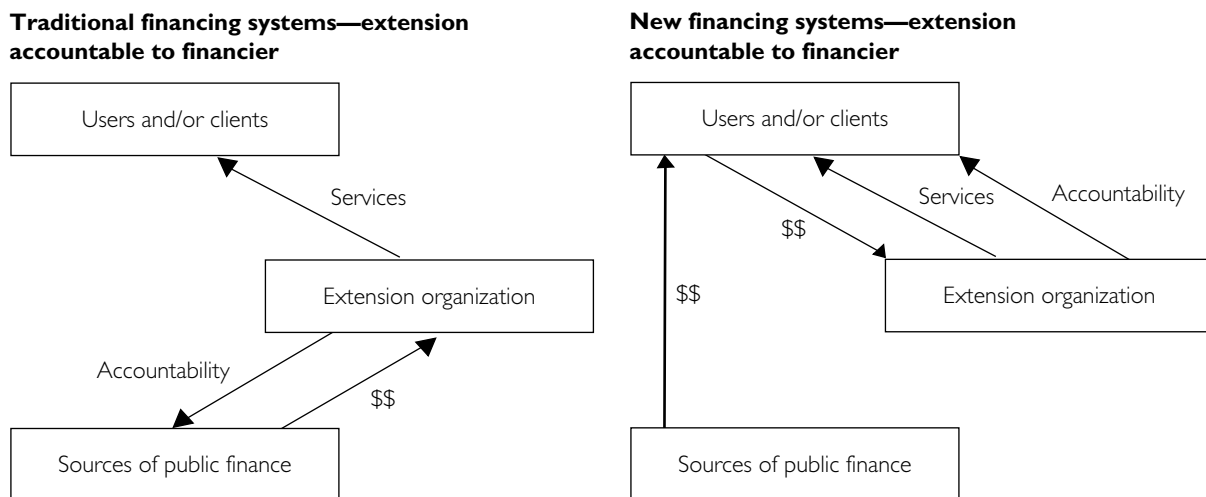 Traditional financing systems—extension
accountable to financier
Users and/or clients
Services
Extension organization
Accountability
$$
Sources of public finance
New financing systems—extension
accountable to financier
Users and/or clients
Services
Accountability
$$
Extension organization
$$
Sources of public finance